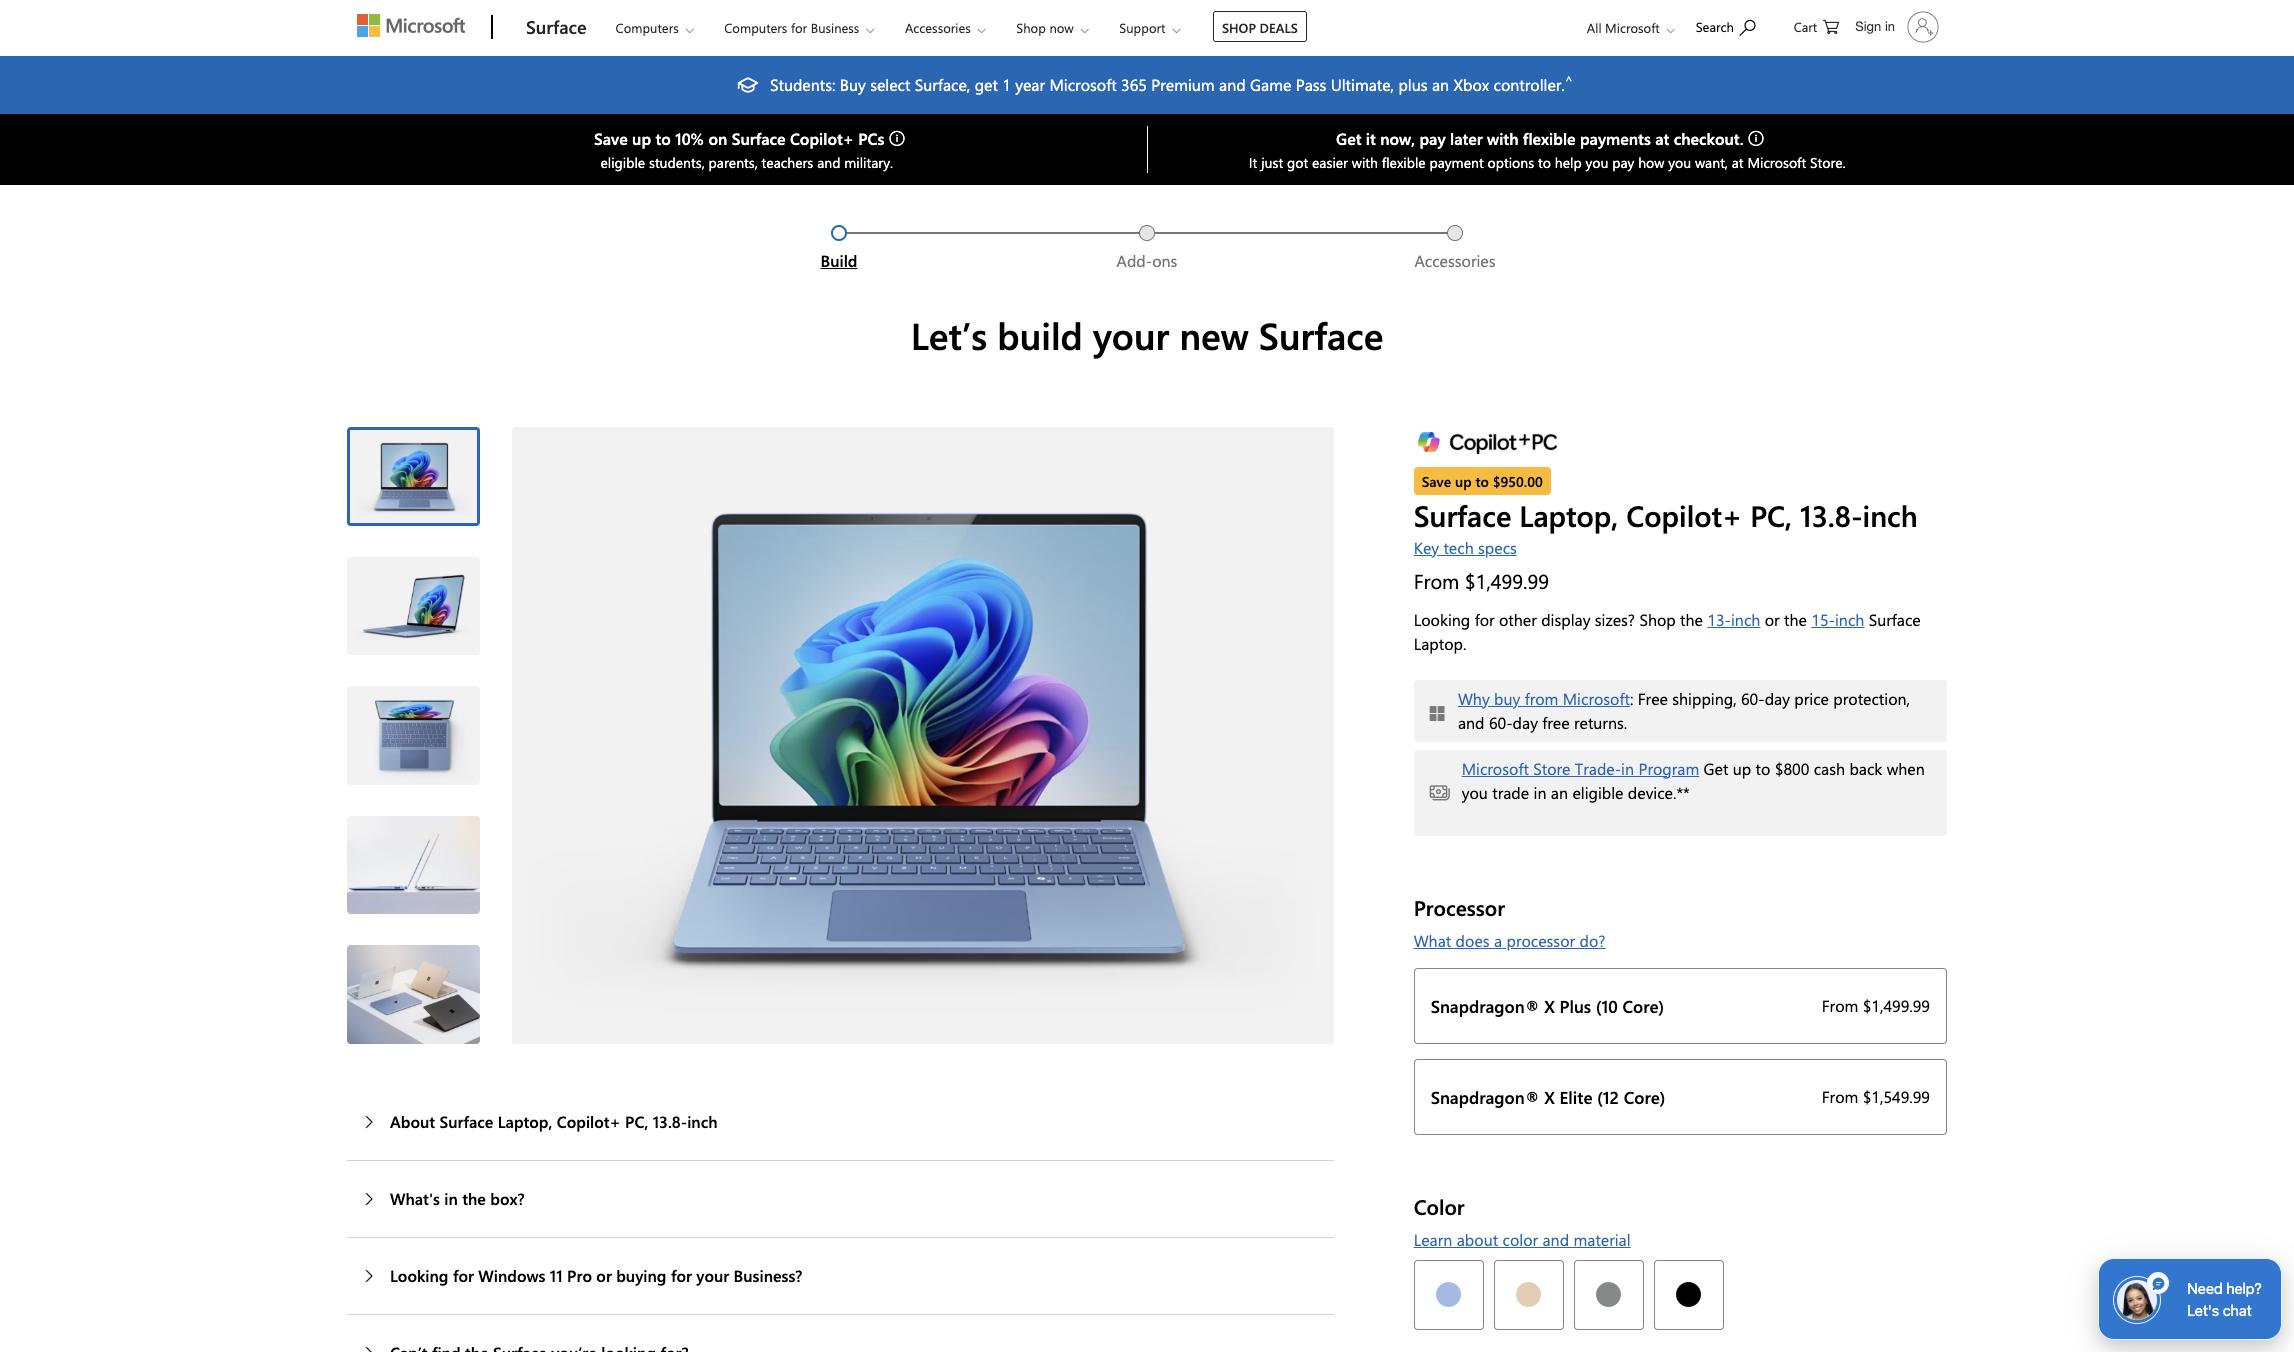 Microsoft
Surface
Computers
Computers for Business
Accessories
Shop now
Support
SHOP DEALS
All Microsoft
Search
Cart
Sign in
Students: Buy select Surface, get 1 year Microsoft 365 Premium and Game Pass Ultimate, plus an Xbox controller.^
Save up to 10% on Surface Copilot+ PCs
eligible students, parents, teachers and military.
Get it now, pay later with flexible payments at checkout.
It just got easier with flexible payment options to help you pay how you want, at Microsoft Store.
Build
Add-ons
Accessories
Let’s build your new Surface
Copilot+PC
Save up to $950.00
Surface Laptop, Copilot+ PC, 13.8-inch
Key tech specs
From $1,499.99
Looking for other display sizes? Shop the 13-inch or the 15-inch Surface
Laptop.
Why buy from Microsoft: Free shipping, 60-day price protection,
and 60-day free returns.
Microsoft Store Trade-in Program Get up to $800 cash back when
you trade in an eligible device.**
Processor
What does a processor do?
Snapdragon® X Plus (10 Core)
From $1,499.99
Snapdragon® X Elite (12 Core)
From $1,549.99
Color
Learn about color and material
About Surface Laptop, Copilot+ PC, 13.8-inch
What's in the box?
Looking for Windows 11 Pro or buying for your Business?
Can’t find the Surface you’re looking for?
Need help?
Let's chat